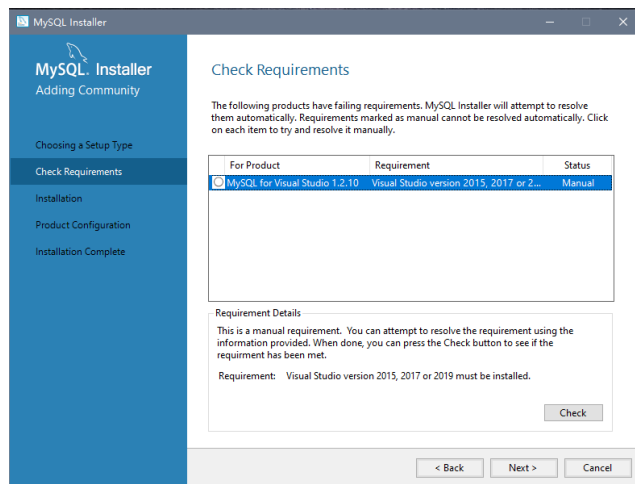 MySQL Installer
MySQL. Installer
Adding Community
Choosing a Setup Type
Check Requirements
Installation
Product Configuration
Installation Complete
Check Requirements
The following products have failing requirements. MySQL Installer will attempt to resolve
them automatically. Requirements marked as manual cannot be resolved automatically. Click
on each item to try and resolve it manually.
For Product Requirement Status
MySQL for Visual Studio 1.2.10 Visual Studio version 2015, 2017 or 2... Manual
Requirement Details
This is a manual requirement. You can attempt to resolve the requirement using the
information provided. When done, you can press the Check button to see if the
requirment has been met.
Requirement: Visual Studio version 2015, 2017 or 2019 must be installed.
Check
< Back Next > Cancel